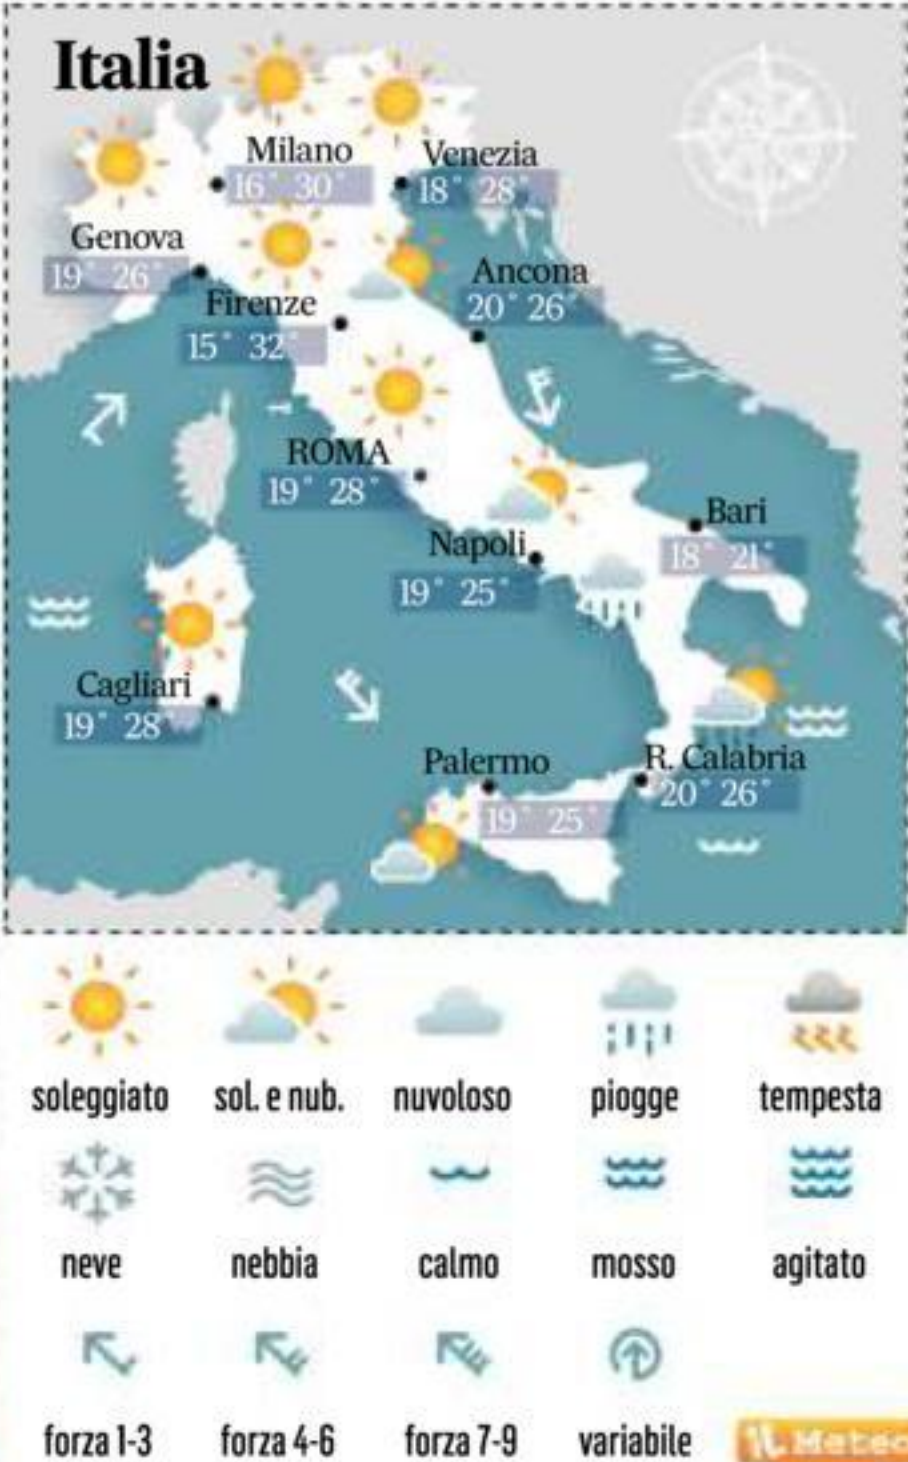 Italia
Milano
16° 30°
Venezia
18° 28°
Genova
19° 26°
Ancona
20° 26°
Firenze
15° 32°
ROMA
19° 28°
Bari
18° 21°
Napoli
19° 25°
Cagliari
19° 28°
Palermo
19° 25°
R. Calabria
20° 26°
soleggiato sol. e nub. nuvoloso piogge tempesta
neve nebbia calmo mosso agitato
forza 1-3 forza 4-6 forza 7-9 variabile